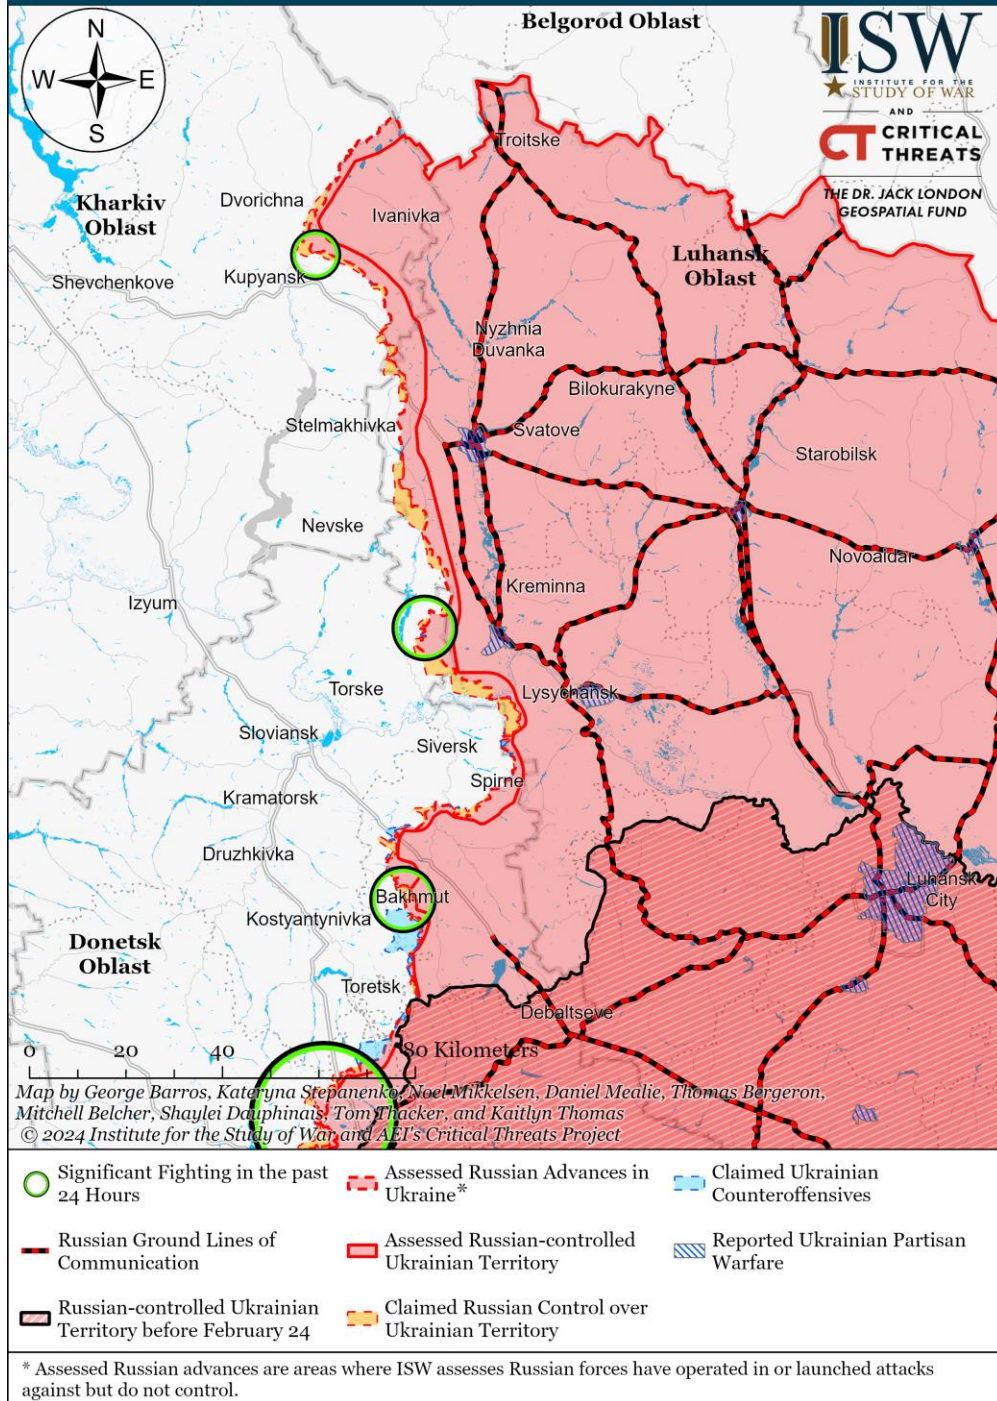 Belgorod Oblast
N
W E
S
ISW
INSTITUTE FOR THE
STUDY OF WAR
AND
CT CRITICAL
THREATS
THE DR. JACK LONDON
GEOSPATIAL FUND
Troitske
Dvorichna
Kharkiv
Oblast
Ivanivka
Luhansk
Oblast
Shevchenkove
Kupyansk
Nyzhnia
Duvanka
Bilokurakyne
Stelmakhivka
Svatove
Starobilsk
Nevske
Novoaidar
Kreminna
Izyum
Torske
Lysychansk
Sloviansk
Siversk
Spirne
Kramatorsk
Druzhkivka
Luhansk
City
Bakhmut
Kostyantynivka
Donetsk
Oblast
Toretsk
Debaltseve
0 20 40 80 Kilometers
Map by George Barros, Kateryna Stepanenko, Noel Mikkelsen, Daniel Mealie, Thomas Bergeron,
Mitchell Belcher, Shaylei Dauphinais, Tom Thacker, and Kaitlyn Thomas
© 2024 Institute for the Study of War and AEI's Critical Threats Project
Significant Fighting in the past
24 Hours
Assessed Russian Advances in
Ukraine*
Claimed Ukrainian
Counteroffensives
Russian Ground Lines of
Communication
Assessed Russian-controlled
Ukrainian Territory
Reported Ukrainian Partisan
Warfare
Russian-controlled Ukrainian
Territory before February 24
Claimed Russian Control over
Ukrainian Territory
* Assessed Russian advances are areas where ISW assesses Russian forces have operated in or launched attacks
against but do not control.